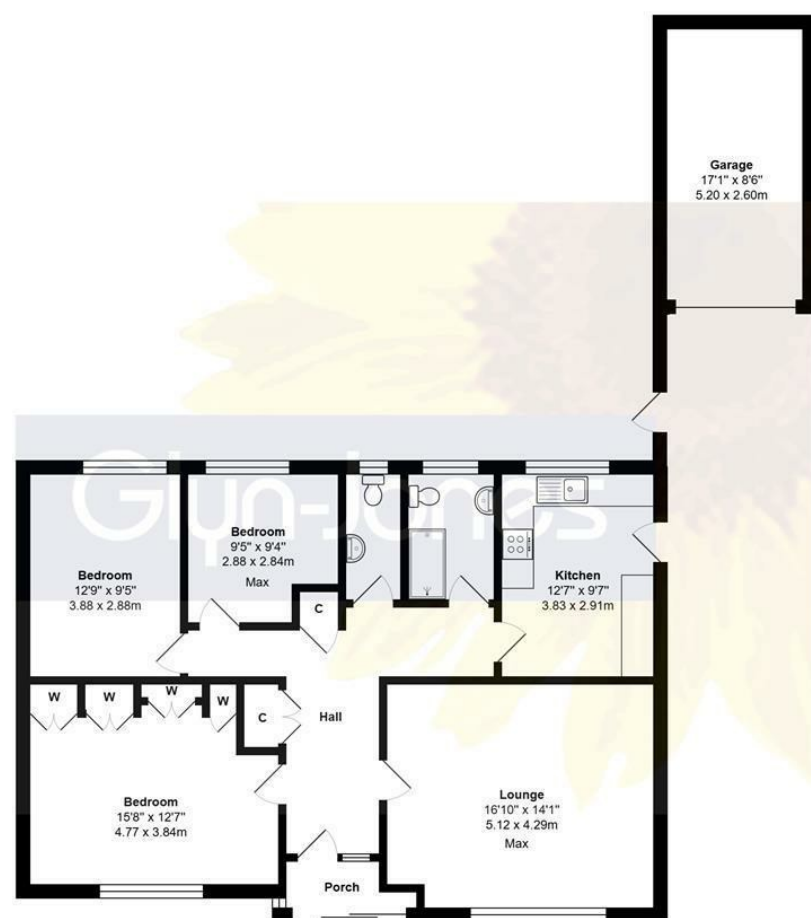 Garage
17'1" x 8'6"
5.20 x 2.60m
Glyn-Jones
Bedroom
9'5" x 9'4"
2.88 x 2.84m
Max
Bedroom
12'9" x 9'5"
3.88 x 2.88m
Kitchen
12'7" x 9'7"
3.83 x 2.91m
C
W
W
W
W
C
Hall
Bedroom
15'8" x 12'7"
4.77 x 3.84m
Lounge
16'10" x 14'1"
5.12 x 4.29m
Max
Porch